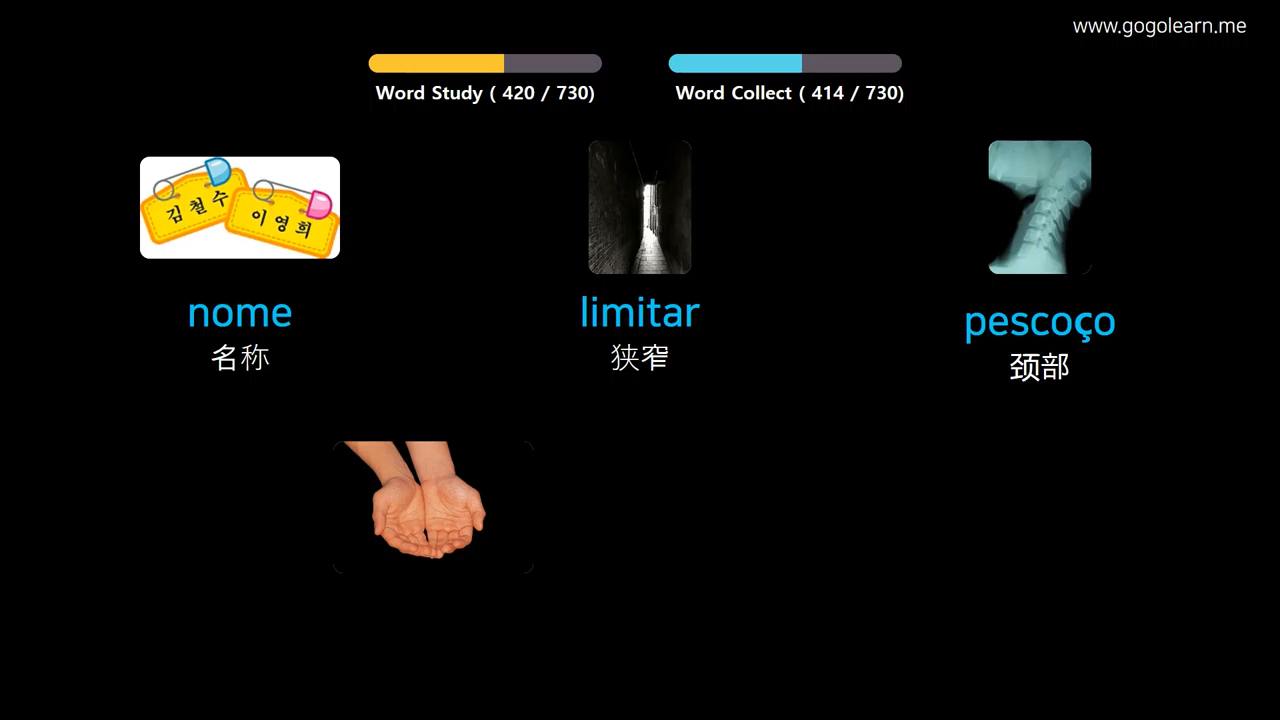 www.gogolearn.me
Word Study ( 420 / 730)
Word Collect ( 414 / 730)
김철수
이영희
nome
limitar
pescoço
名称
狭窄
颈部